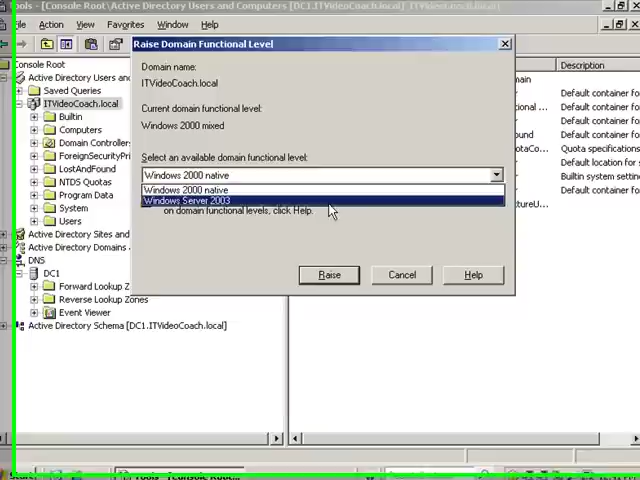 ools - [Console Root\Active Directory Users and Computers [DC1.ITVideoCoach.local]
Action View Favorites Window Help
Raise Domain Functional Level
Domain name:
ITVideoCoach.local
Current domain functional level:
Windows 2000 mixed
Select an available domain functional level:
Windows 2000 native
Windows 2000 native
Windows Server 2003
on domain functional levels, click Help.
Raise Cancel Help
Console Root
Active Directory Users and
Saved Queries
ITVideoCoach.local
Builtin
Computers
Domain Controller
ForeignSecurityPri
LostAndFound
NTDS Quotas
Program Data
System
Users
Active Directory Sites and
Active Directory Domains
DNS
DC1
Forward Lookup Z
Reverse Lookup Zones
Event Viewer
Active Directory Schema [DC1.ITVideoCoach.local]
Description
main
Default container fo
onal ... Default container fo
Default container fo
Quota specifications
Default location for s
Builtin system settin
Default container fo